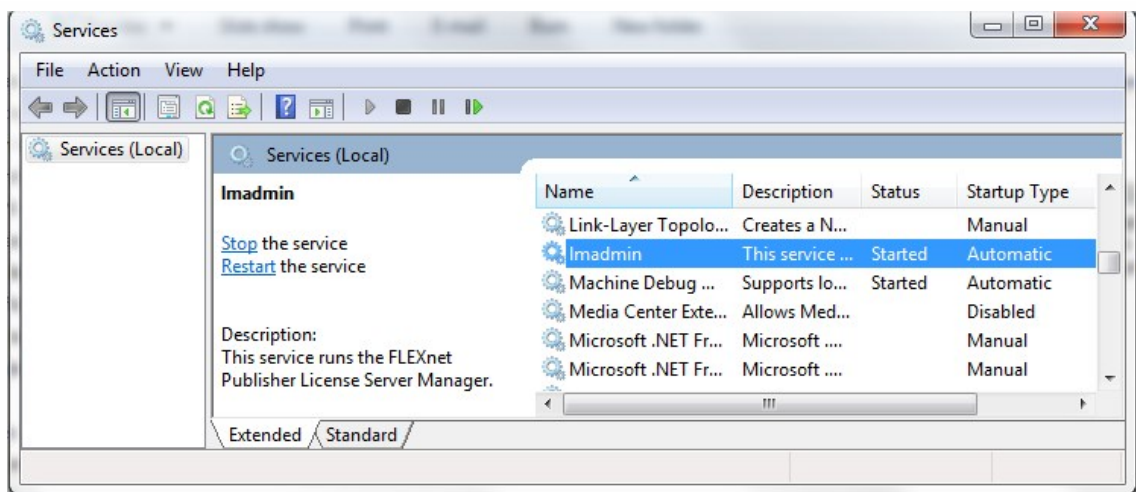 Services
File Action View Help
Services (Local)
Services (Local)
lmadmin
Stop the service
Restart the service
Description:
This service runs the FLEXnet
Publisher License Server Manager.
Name Description Status Startup Type
Link-Layer Topolo... Creates a N... Manual
lmadmin This service ... Started Automatic
Machine Debug ... Supports lo... Started Automatic
Media Center Exte... Allows Med... Disabled
Microsoft .NET Fr... Microsoft .... Manual
Microsoft .NET Fr... Microsoft .... Manual
Extended Standard